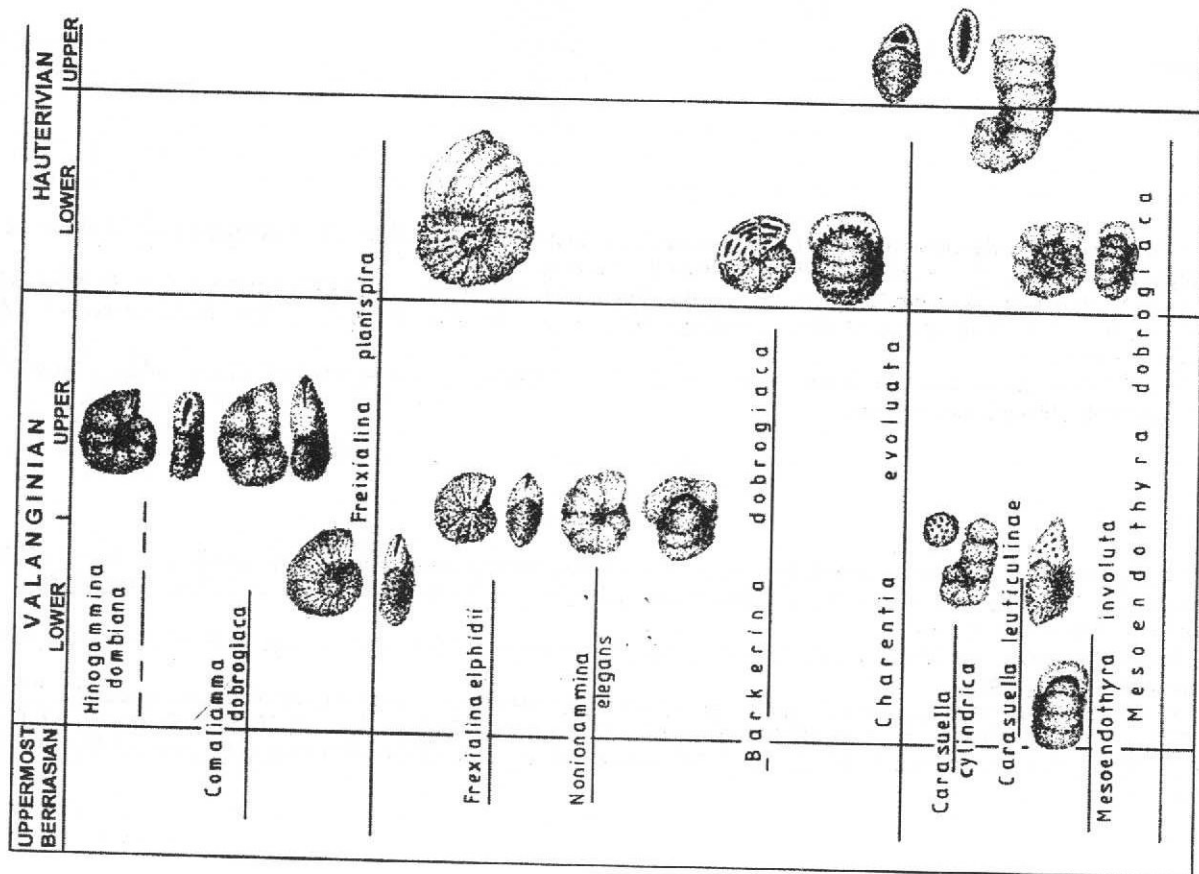 UPPERMOST
BERRIASIAN
VALANGINIAN
LOWER
UPPER
HAUTERIVIAN
LOWER
UPPER
Hinogammina
dombiana
Comaliamma
dobrogiaca
Freixialina planispira
Frexialina elphidii
Nonionamina
elegans
Barkerina dobrogiaca
Charentia evoluata
Carasuella
cylindrica
Carasuella leuticulinae
Mesoendothyra involuta
Mesoendothyra dobrogiaca